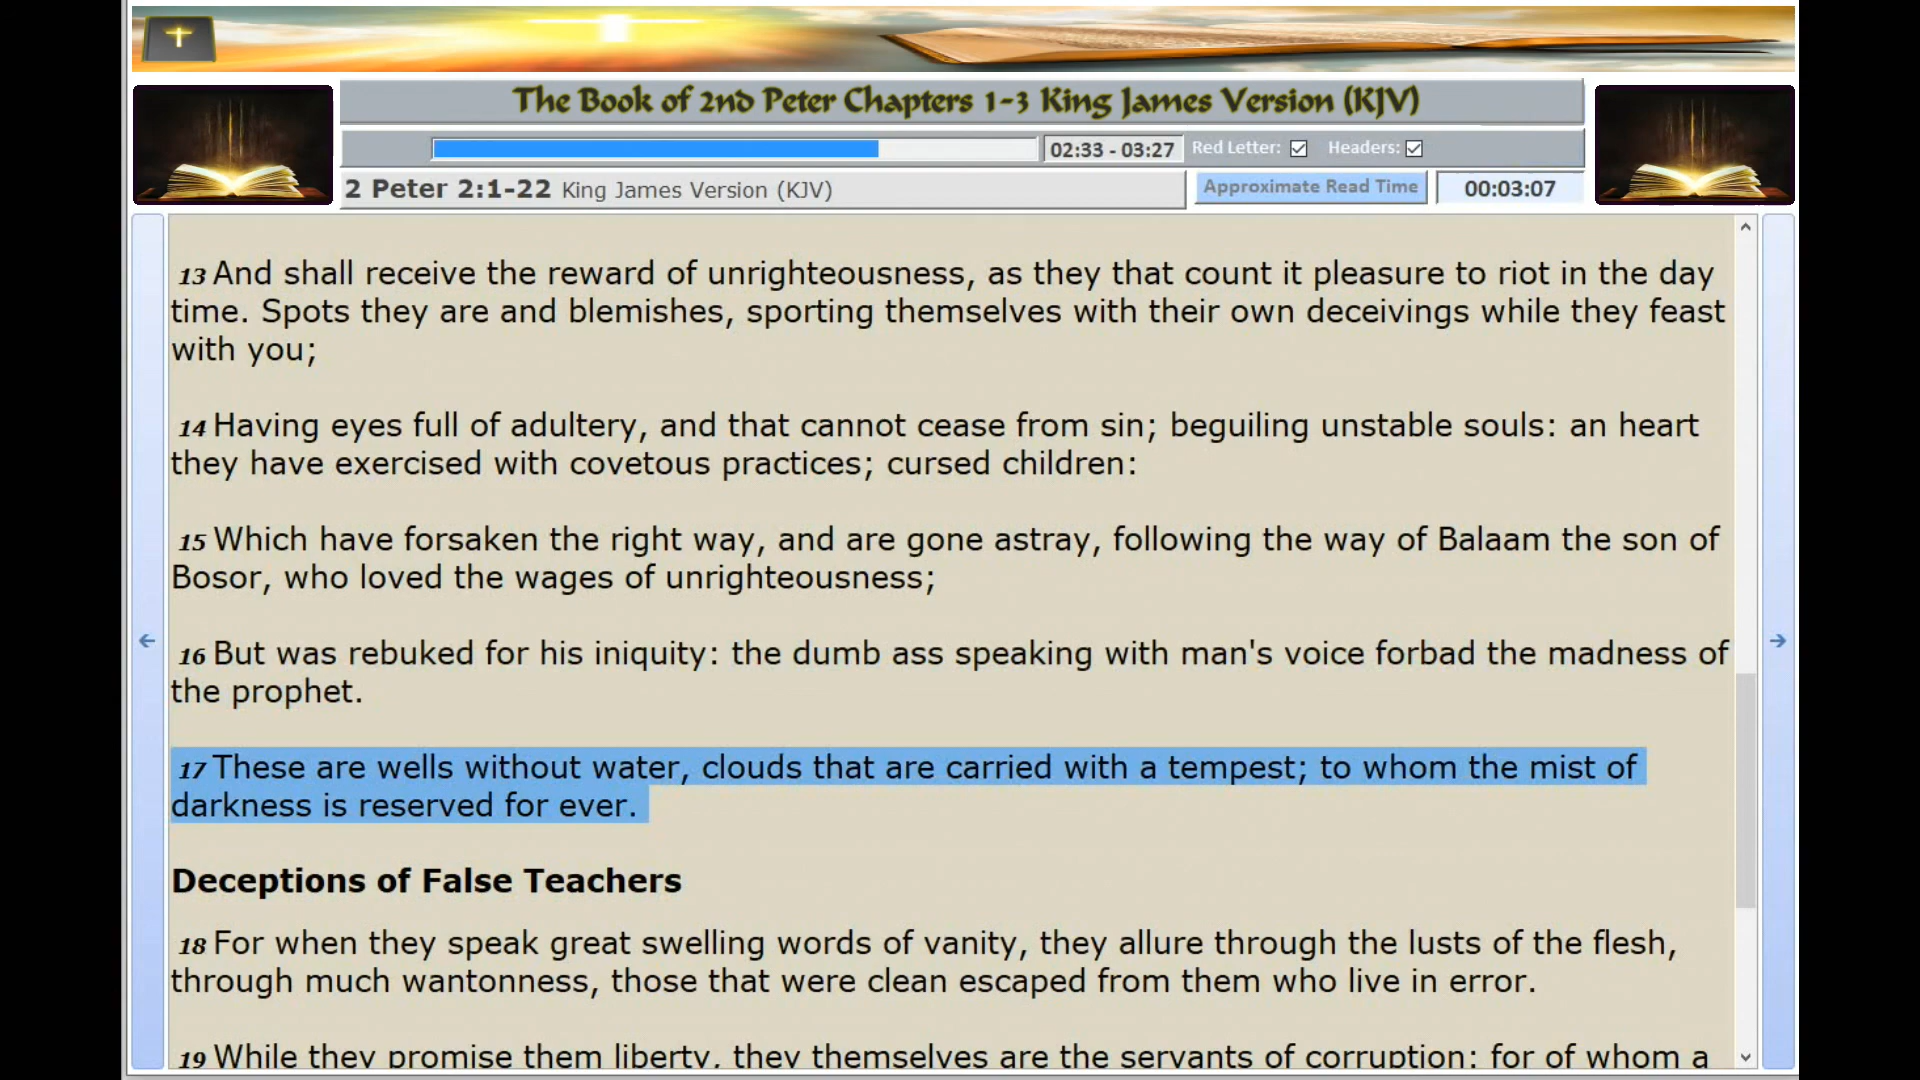 The Book of 2nd Peter Chapters 1-3 King James Version (KJV)
02:33 - 03:27 Red Letter: Headers:
2 Peter 2:1-22 King James Version (KJV) Approximate Read Time 00:03:07
13 And shall receive the reward of unrighteousness, as they that count it pleasure to riot in the day
time. Spots they are and blemishes, sporting themselves with their own deceivings while they feast
with you;
14 Having eyes full of adultery, and that cannot cease from sin; beguiling unstable souls: an heart
they have exercised with covetous practices; cursed children:
15 Which have forsaken the right way, and are gone astray, following the way of Balaam the son of
Bosor, who loved the wages of unrighteousness;
16 But was rebuked for his iniquity: the dumb ass speaking with man's voice forbad the madness of
the prophet.
17 These are wells without water, clouds that are carried with a tempest; to whom the mist of
darkness is reserved for ever.
Deceptions of False Teachers
18 For when they speak great swelling words of vanity, they allure through the lusts of the flesh,
through much wantonness, those that were clean escaped from them who live in error.
19 While they promise them liberty, they themselves are the servants of corruption: for of whom a